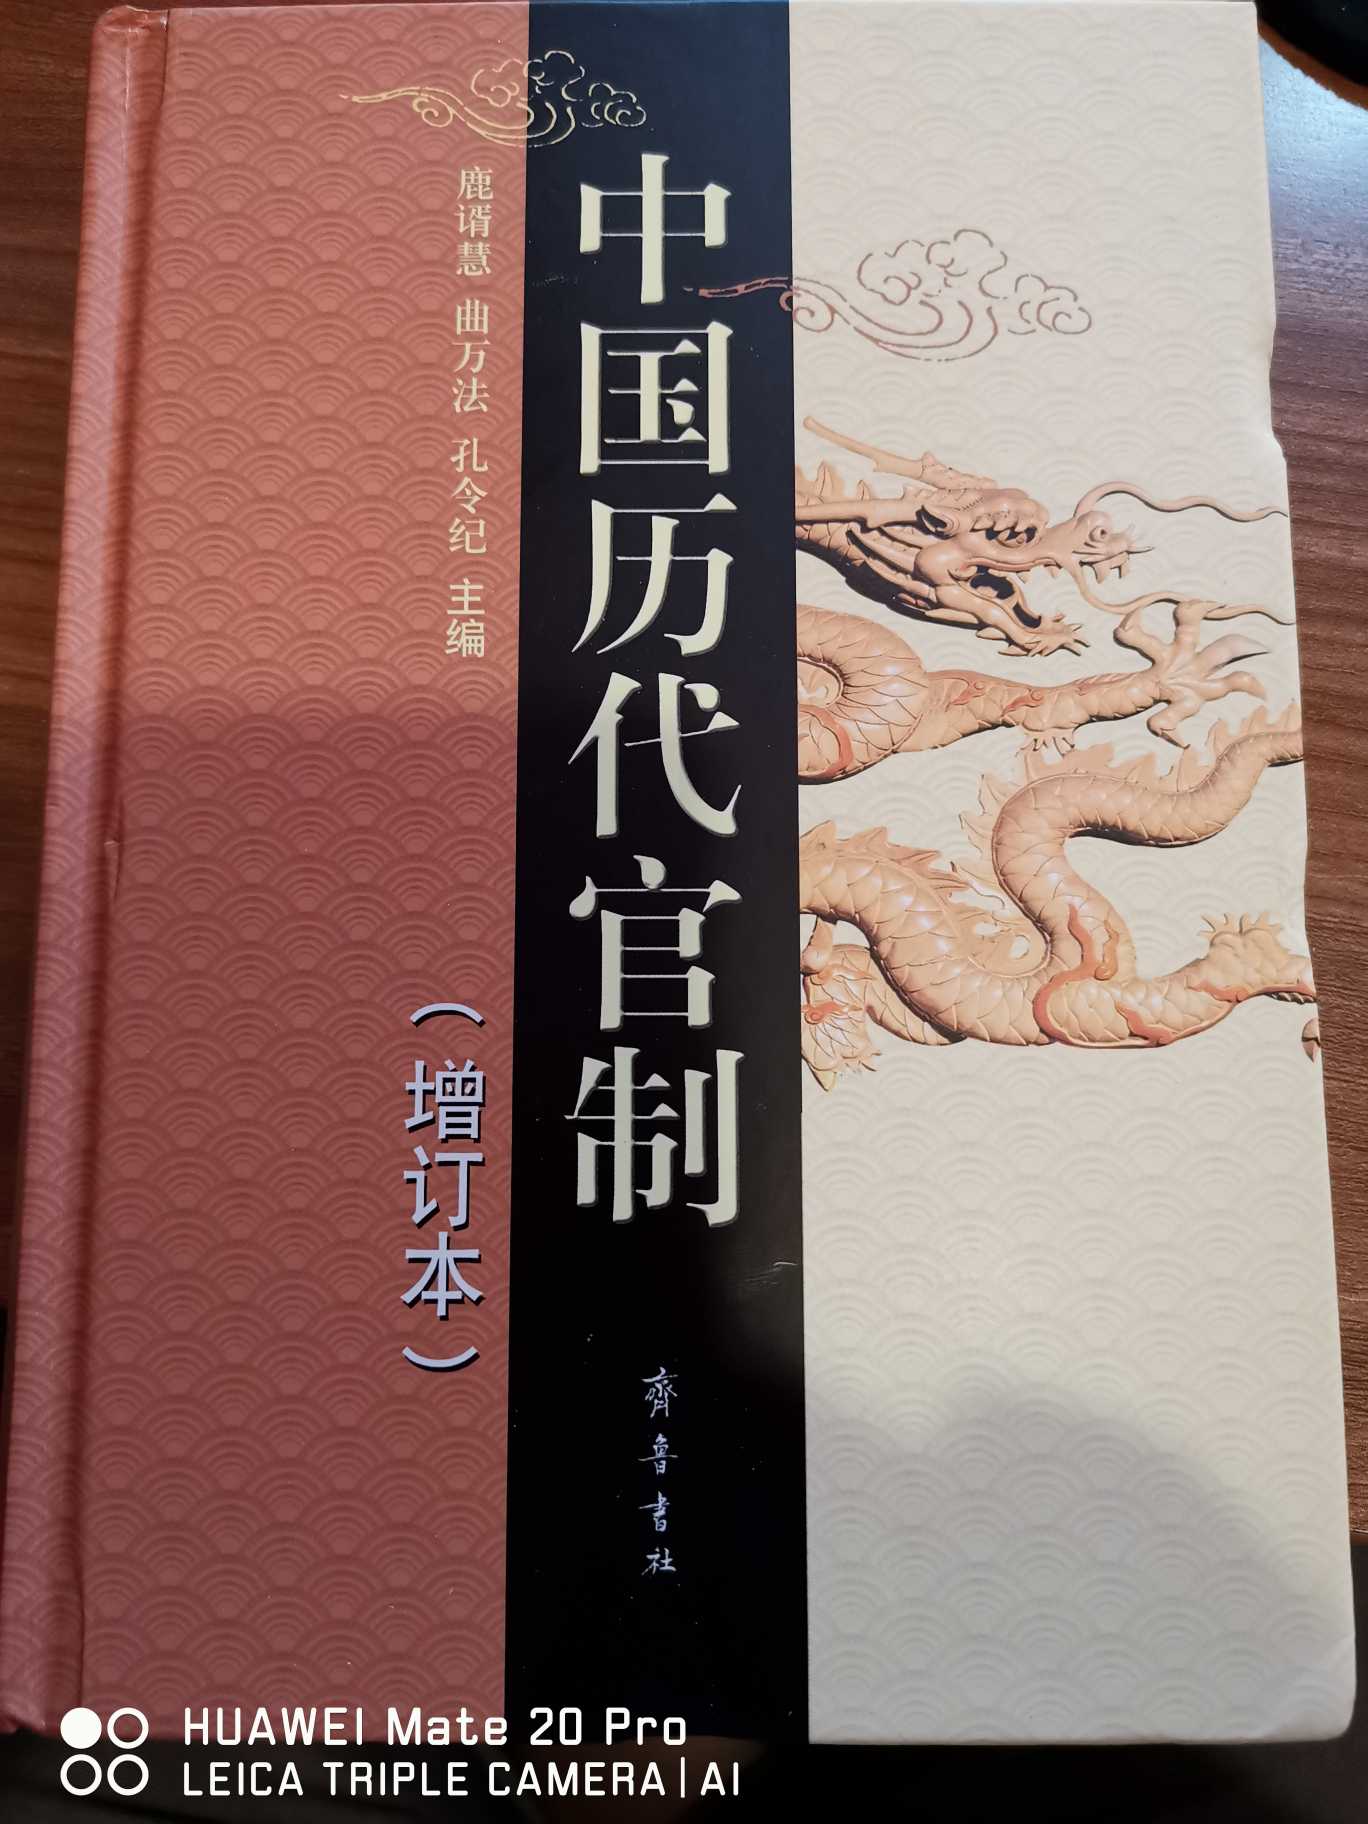 中国历代官制
鹿谞慧 曲万法 孔令纪 主编
（增订本）
齊鲁書社
HUAWEI Mate 20 Pro
LEICA TRIPLE CAMERA|AI